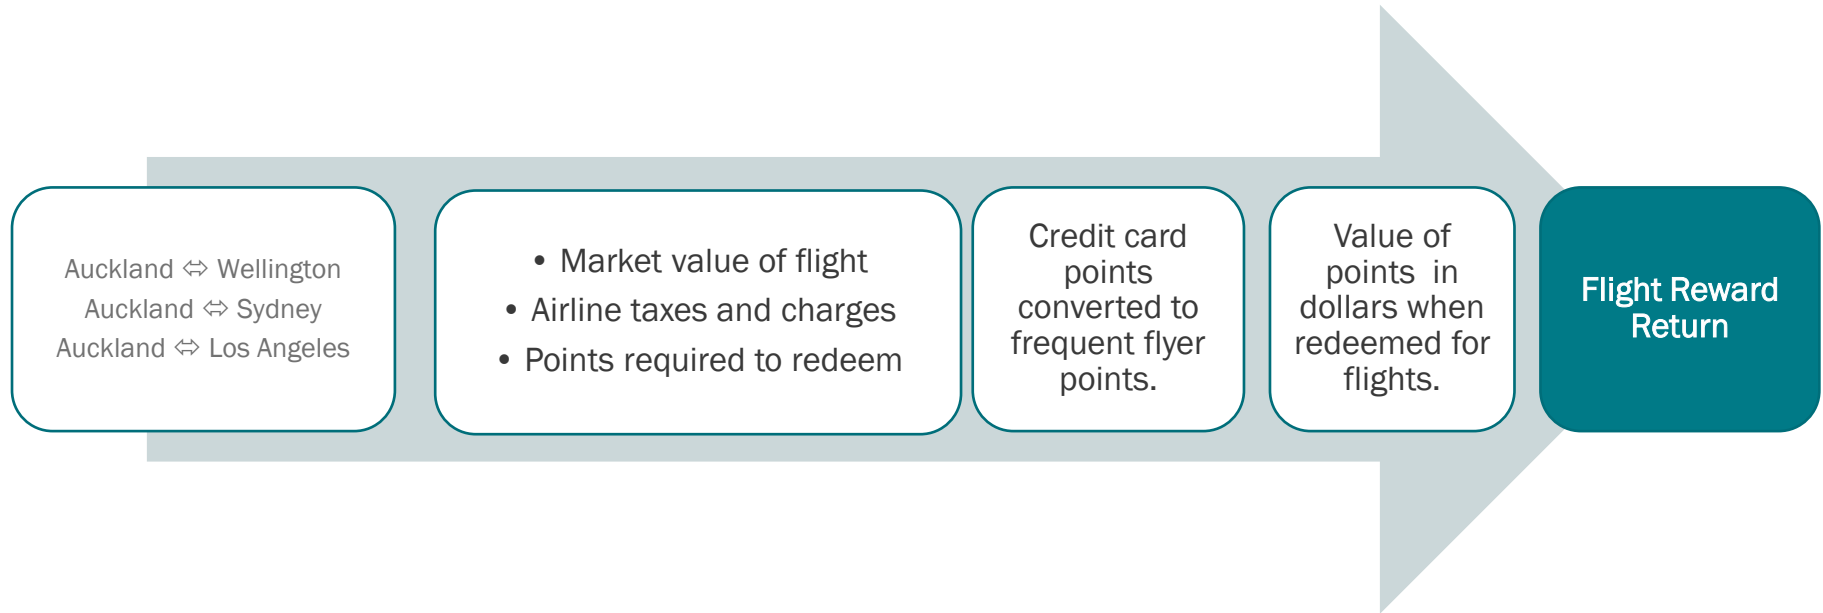 Auckland ⇔ Wellington
Auckland ⇔ Sydney
Auckland ⇔ Los Angeles
• Market value of flight
• Airline taxes and charges
• Points required to redeem
Credit card
points
converted to
frequent flyer
points.
Value of
points  in
dollars when
redeemed for
flights.
Flight Reward
Return